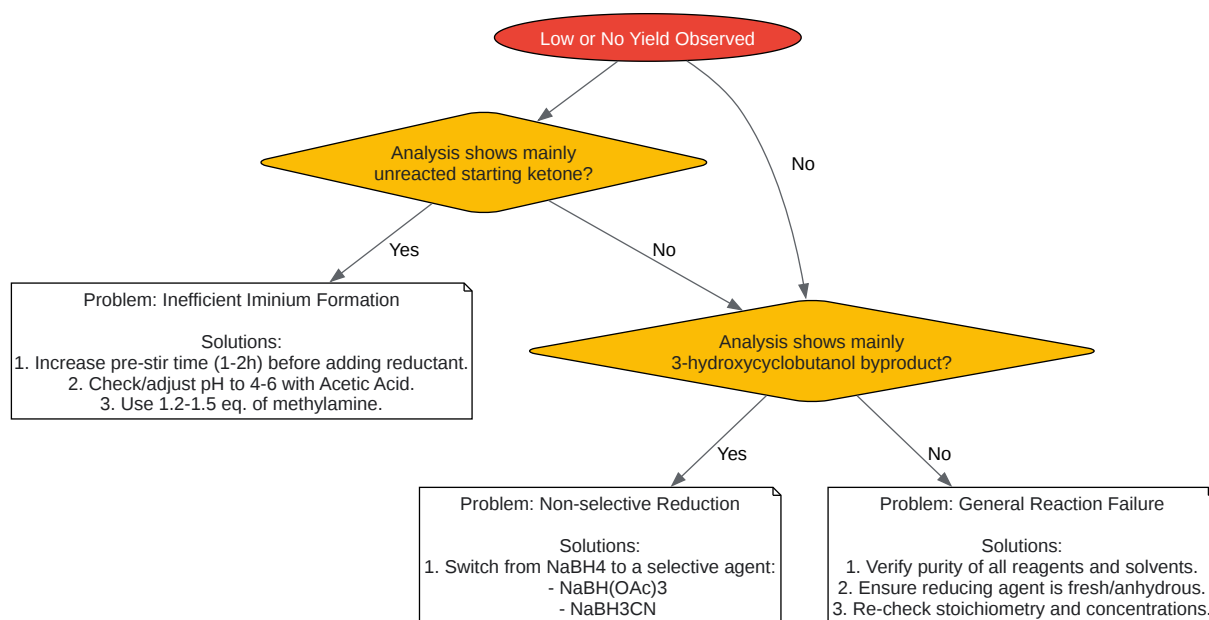 Low or No Yield Observed
Analysis shows mainly
unreacted starting ketone?
No
Yes
No
Problem: Inefficient Iminium Formation
Solutions:
1. Increase pre-stir time (1-2h) before adding reductant.
2. Check/adjust pH to 4-6 with Acetic Acid.
3. Use 1.2-1.5 eq. of methylamine.
Analysis shows mainly
3-hydroxycyclobutanol byproduct?
Yes
No
Problem: Non-selective Reduction
Solutions:
1. Switch from NaBH4 to a selective agent:
- NaBH(OAc)3
- NaBH3CN
Problem: General Reaction Failure
Solutions:
1. Verify purity of all reagents and solvents.
2. Ensure reducing agent is fresh/anhydrous.
3. Re-check stoichiometry and concentrations.